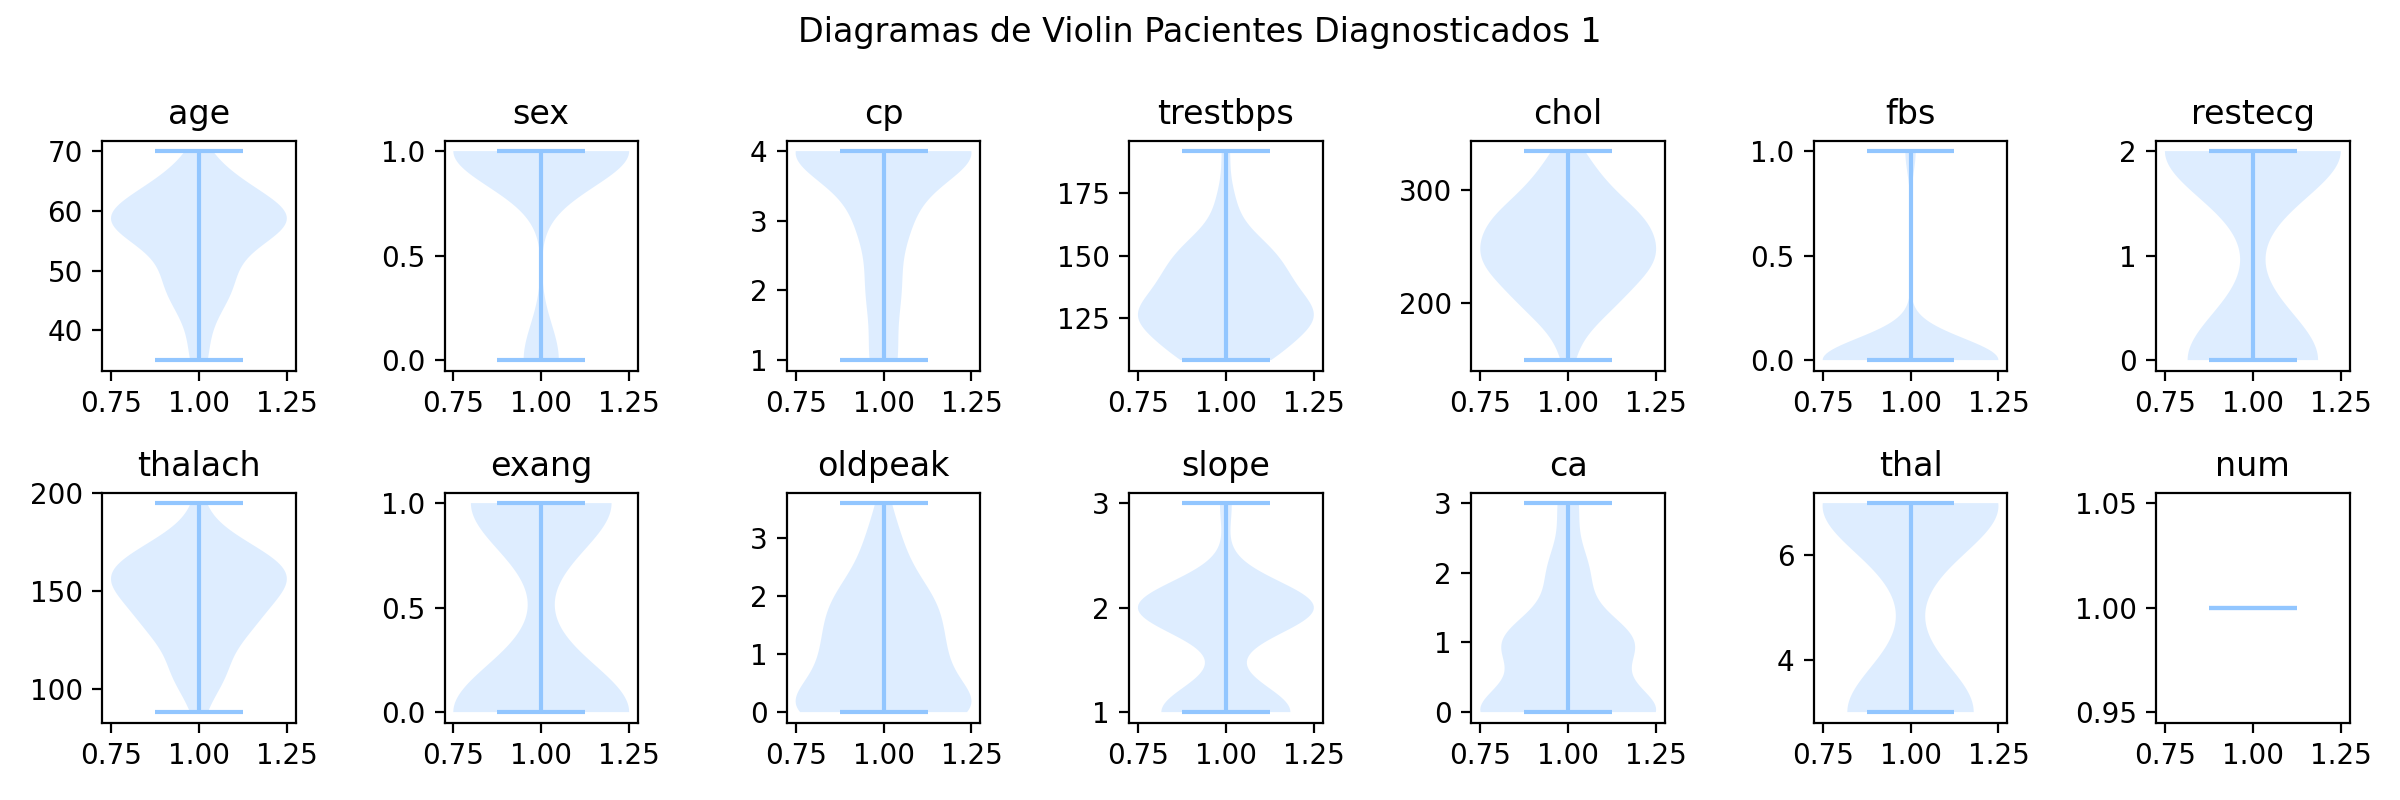 Diagramas de Violin Pacientes Diagnosticados 1
age sex cp trestbps chol fbs restecg
70 60 50 40
0.75 1.00 1.25
1.0 0.5 0.0
0.75 1.00 1.25
4 3 2 1
0.75 1.00 1.25
175 150 125
0.75 1.00 1.25
300 200
0.75 1.00 1.25
1.0 0.5 0.0
0.75 1.00 1.25
2 1 0
0.75 1.00 1.25
thalach exang oldpeak slope ca thal num
200 150 100
0.75 1.00 1.25
1.0 0.5 0.0
0.75 1.00 1.25
3 2 1 0
0.75 1.00 1.25
3 2 1
0.75 1.00 1.25
3 2 1 0
0.75 1.00 1.25
6 4
0.75 1.00 1.25
1.05 1.00 0.95
0.75 1.00 1.25